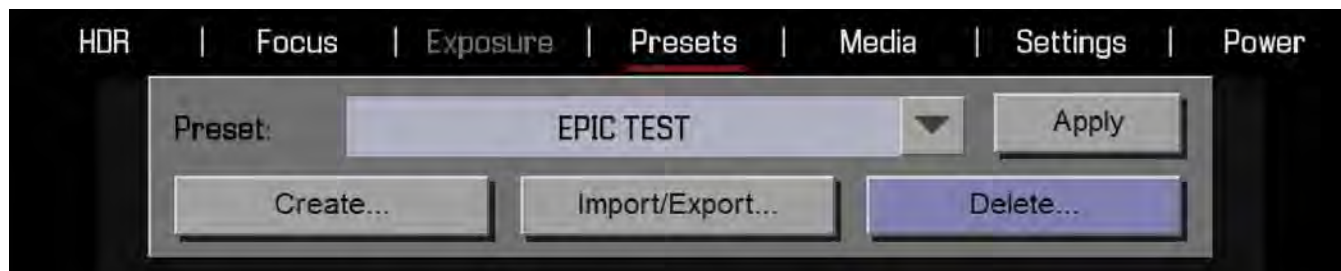 HDR | Focus | Exposure | Presets | Media | Settings | Power
Preset: EPIC TEST Apply
Create... Import/Export... Delete...